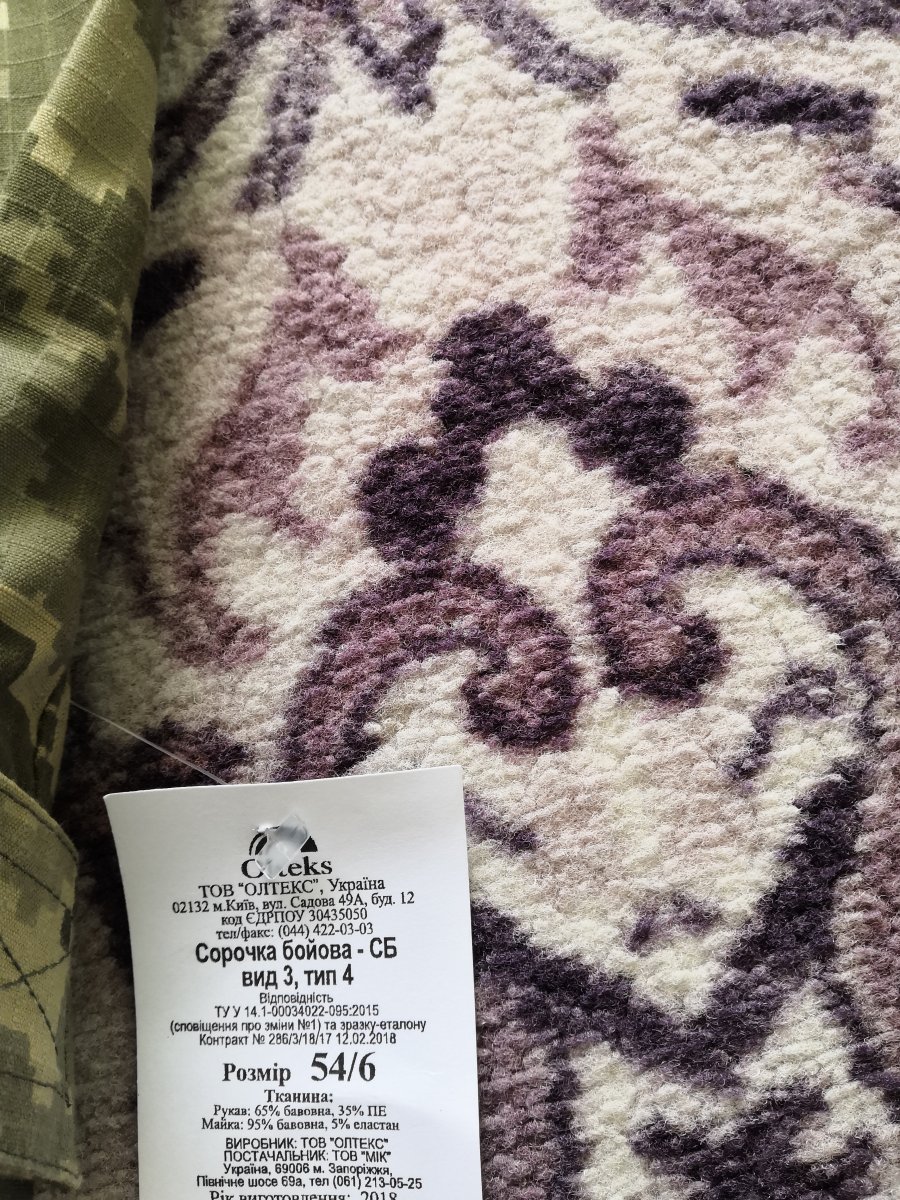 ТОВ "ОЛТЕКС", Україна
02132 м.Київ, вул. Садова 49А, буд. 12
код ЄДРПОУ 30435050
тел/факс: (044) 422-03-03
Сорочка бойова - СБ
вид 3, тип 4
Відповідність
ТУ У 14.1-00034022-095:2015
(сповіщення про зміни №1) та зразку-еталону
Контракт № 286/3/18/17 12.02.2018
Розмір 54/6
Тканина:
Рукав: 65% бавовна, 35% ПЕ
Майка: 95% бавовна, 5% еластан
ВИРОБНИК: ТОВ "ОЛТЕКС"
ПОСТАЧАЛЬНИК: ТОВ "МІК"
Україна, 69006 м. Запоріжжя,
Північне шосе 69а, тел (061) 213-05-25
Рік виготовлення: 2018